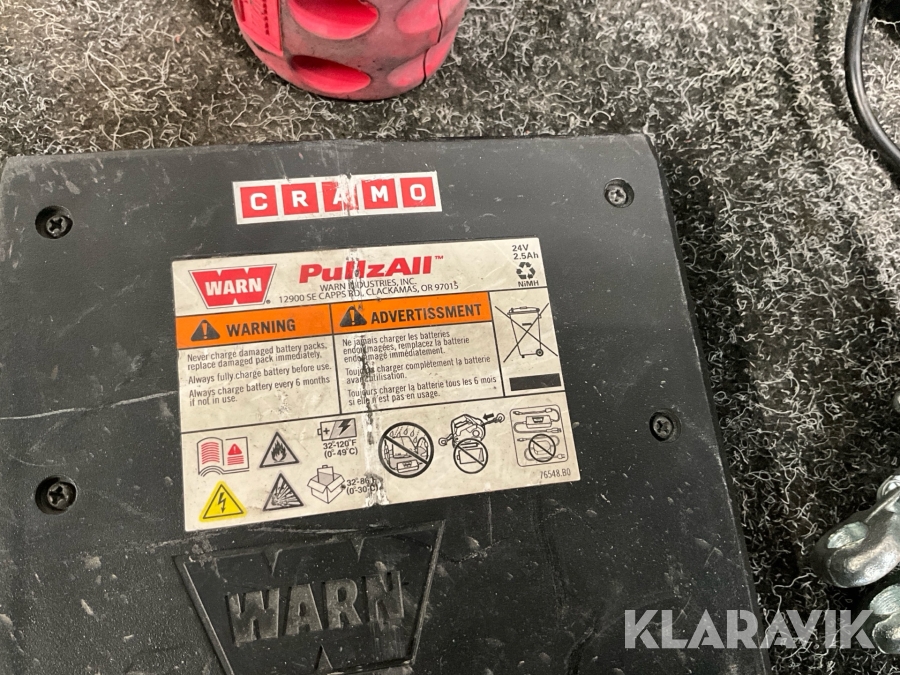 CRAMO
WARN®
PullzAll™
WARN INDUSTRIES, INC.
12900 SE CAPPS RD, CLACKAMAS, OR 97015
24V
2.5Ah
NiMH
WARNING
Never charge damaged battery packs,
replace damaged pack immediately.
Always fully charge battery before use.
Always charge battery every 6 months
if not in use.
ADVERTISSMENT
Ne jamais charger les batteries
endommagées, remplacez la batterie
endommagé immédiatement.
Toujours charger complètement la batterie
avant utilisation.
Toujours charger la batterie tous les 6 mois
si elle n'est pas en usage.
32-120°F
(0-49°C)
32-86
(0-30°C)
76548.B0
WARN
KLARAVIK